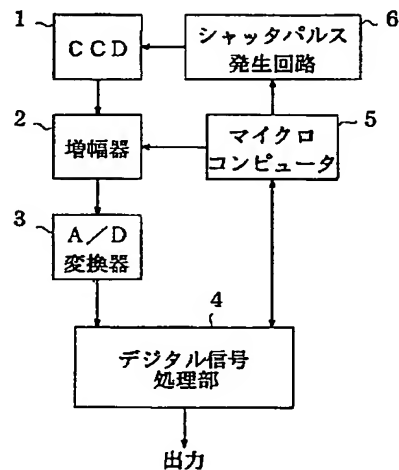 1
CCD
6
シャッタパルス
発生回路
2
増幅器
5
マイクロ
コンピュータ
3
A／D
変換器
4
デジタル信号
処理部
出力